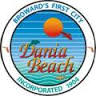 BROWARD'S FIRST CITY
Dania
Beach
INCORPORATED 1904